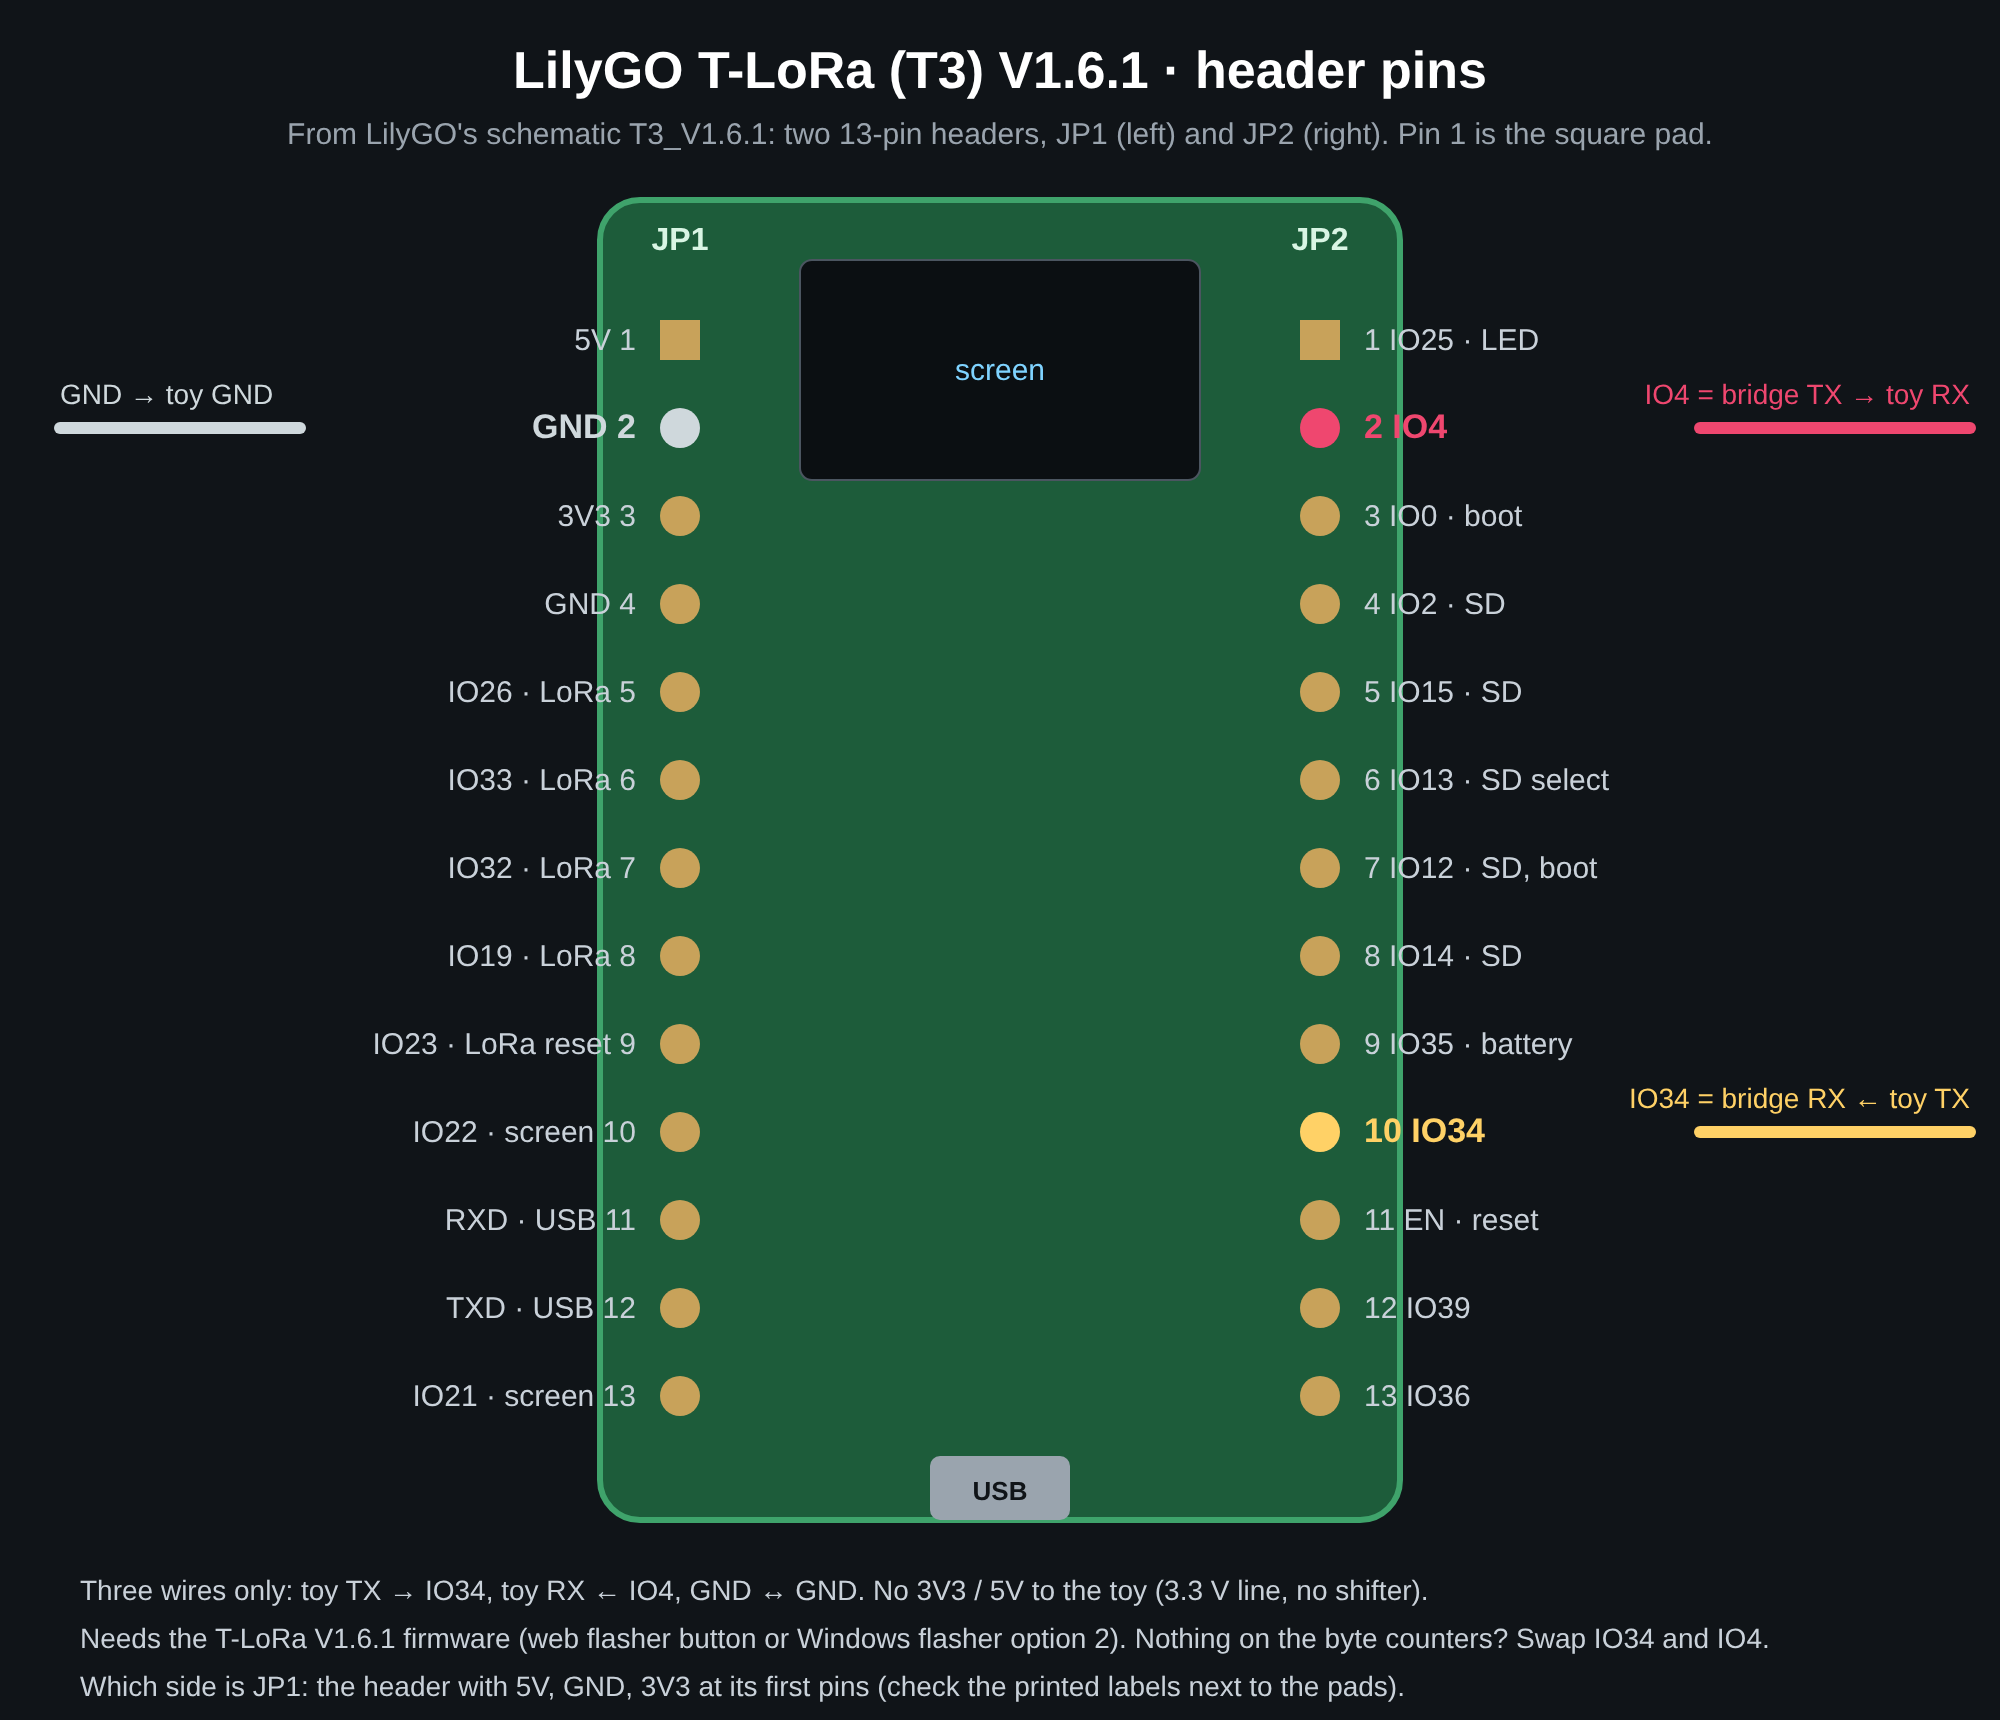 LilyGO T-LoRa (T3) V1.6.1 · header pins
From LilyGO's schematic T3_V1.6.1: two 13-pin headers, JP1 (left) and JP2 (right). Pin 1 is the square pad.
JP1
JP2
screen
5V 1
1 IO25 · LED
GND → toy GND
GND 2
2 IO4
IO4 = bridge TX → toy RX
3V3 3
3 IO0 · boot
GND 4
4 IO2 · SD
IO26 · LoRa 5
5 IO15 · SD
IO33 · LoRa 6
6 IO13 · SD select
IO32 · LoRa 7
7 IO12 · SD, boot
IO19 · LoRa 8
8 IO14 · SD
IO23 · LoRa reset 9
9 IO35 · battery
IO22 · screen 10
10 IO34
IO34 = bridge RX ← toy TX
RXD · USB 11
11 EN · reset
TXD · USB 12
12 IO39
IO21 · screen 13
13 IO36
USB
Three wires only: toy TX → IO34, toy RX ← IO4, GND ↔ GND. No 3V3 / 5V to the toy (3.3 V line, no shifter).
Needs the T-LoRa V1.6.1 firmware (web flasher button or Windows flasher option 2). Nothing on the byte counters? Swap IO34 and IO4.
Which side is JP1: the header with 5V, GND, 3V3 at its first pins (check the printed labels next to the pads).